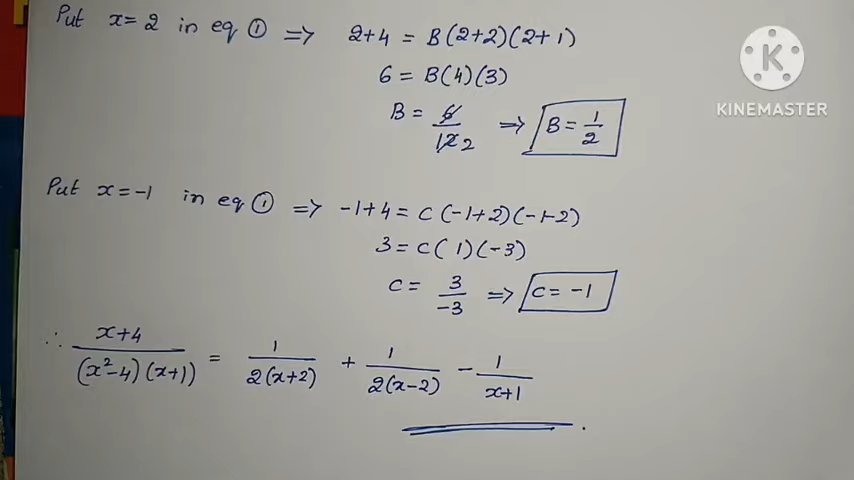 Put x=2 in eq ① ⇒ 2+4 = B(2+2)(2+1)
6 = B(4)(3)
B = 6/12 2 ⇒ B = 1/2
Put x=-1 in eq ① ⇒ -1+4 = C(-1+2)(-1-2)
3 = C(1)(-3)
C = 3/-3 ⇒ C = -1
∴ x+4/(x²-4)(x+1) = 1/2(x+2) + 1/2(x-2) - 1/x+1
KINEMASTER